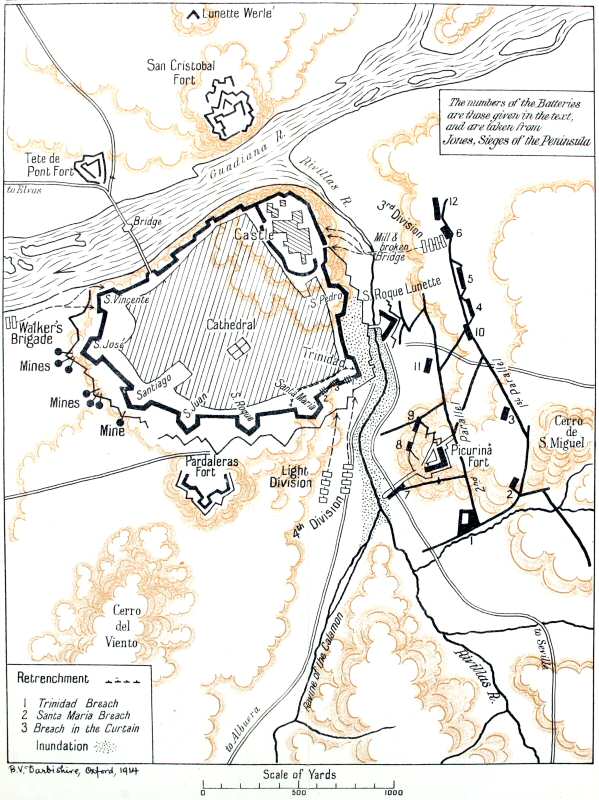 Lunette Werlé
San Cristobal
Fort
The numbers of the Batteries
are those given in the text,
and are taken from
Jones, Sieges of the Peninsula
Tete de
Pont Fort
to Elvas
Guadiana R.
Rivillas R.
Bridge
3rd Division
12
6
Castle
Mill &
broken
Bridge
5
S. Vincente
S. Pedro
S. Roque Lunette
4
10
Walker's
Brigade
Cathedral
S. José
Trinidad
11
1st Parallel
Mines
Santiago
S. Juan
S. Roque
Santa Maria
1
2
3
Mines
Mine
9
8
Parallel
3
Cerro
de
S. Miguel
Picurina
Fort
Pardaleras
Fort
Light
Division
4th Division
7
2nd
2
1
Cerro
del
Viento
Ravine of the Calamon
to Seville
Rivillas R.
to Albuera
Retrenchment
1 Trinidad Breach
2 Santa Maria Breach
3 Breach in the Curtain
Inundation
B.V. Darbishire, Oxford, 1914
Scale of Yards
0 500 1000